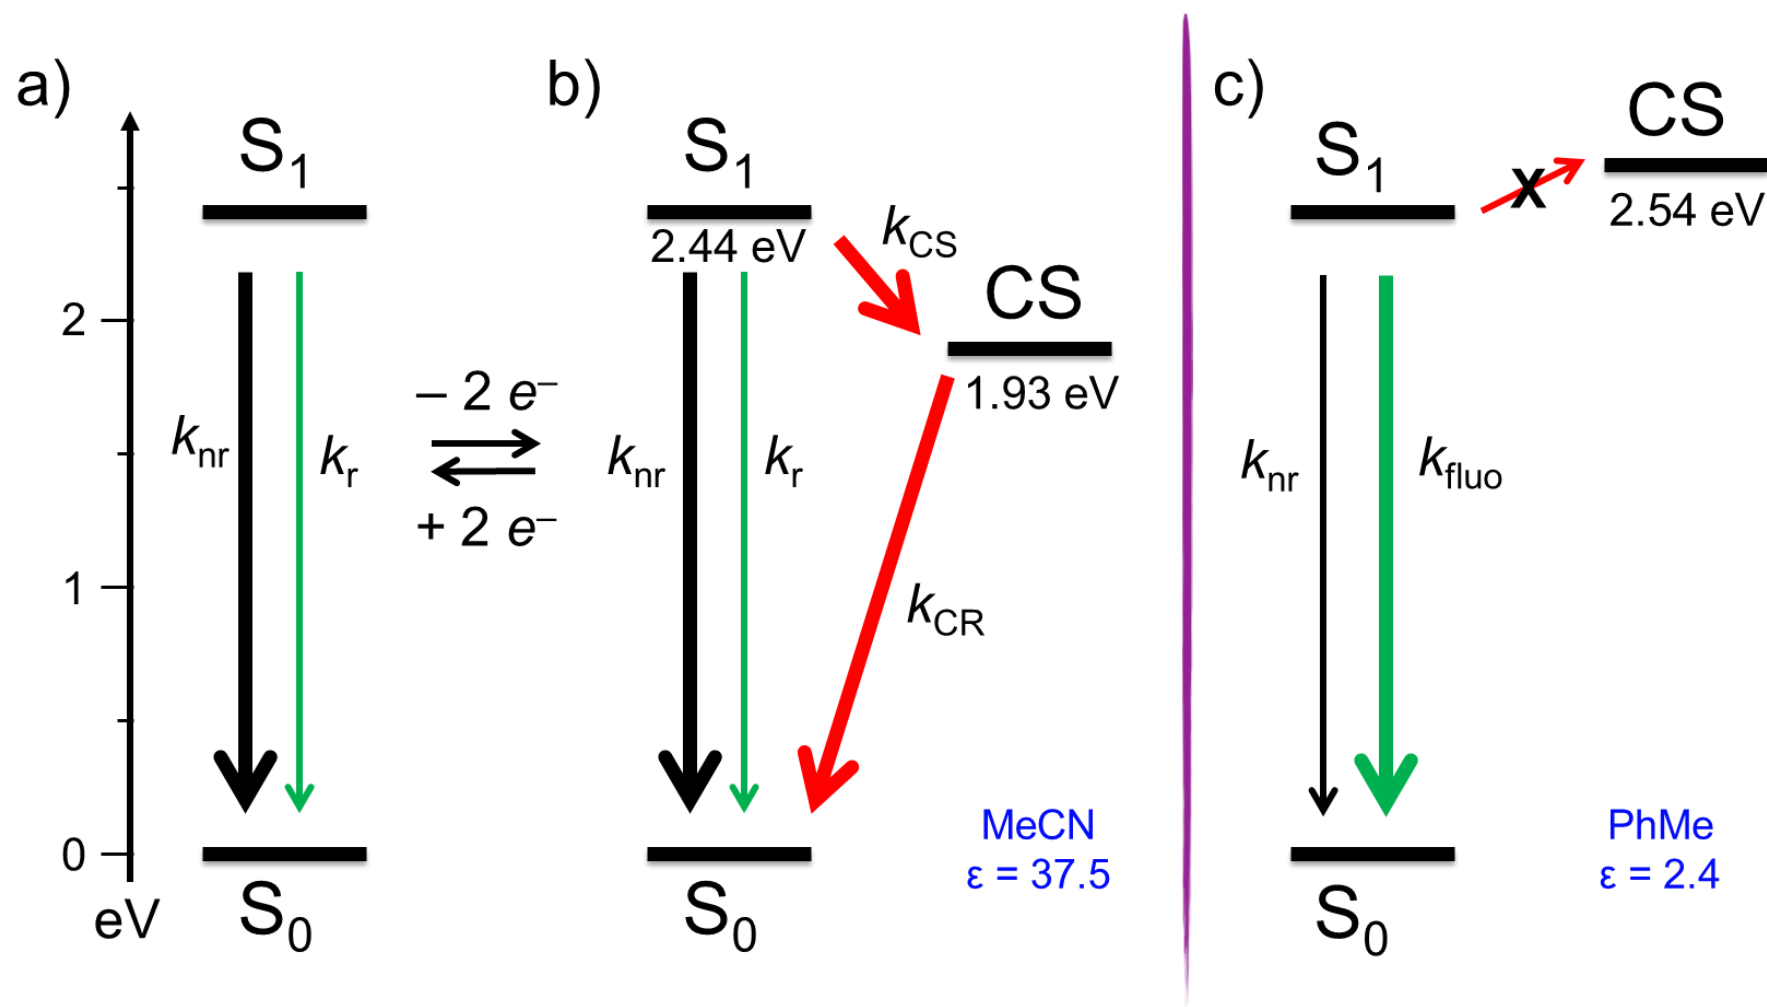 a)
S1
2
1
0
eV
knr
kr
S0
– 2 e–
+ 2 e–
b)
S1
2.44 eV
kCS
CS
1.93 eV
knr
kr
kCR
S0
MeCN
ε = 37.5
c)
S1
X
CS
2.54 eV
knr
kfluo
S0
PhMe
ε = 2.4